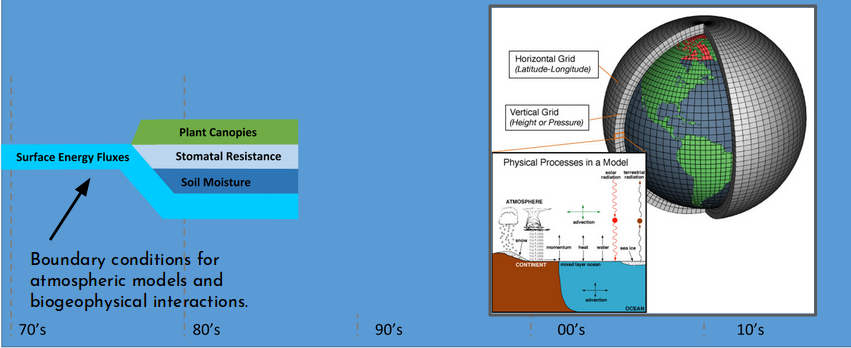 Plant Canopies
Surface Energy Fluxes
Stomatal Resistance
Soil Moisture
Boundary conditions for
atmospheric models and
biogeophysical interactions.
Horizontal Grid
(Latitude-Longitude)
Vertical Grid
(Height or Pressure)
Physical Processes in a Model
solar
radiation
terrestrial
radiation
ATMOSPHERE
advection
snow
momentum
heat
water
sea ice
CONTINENT
mixed layer ocean
advection
OCEAN
70's
80's
90's
00's
10's